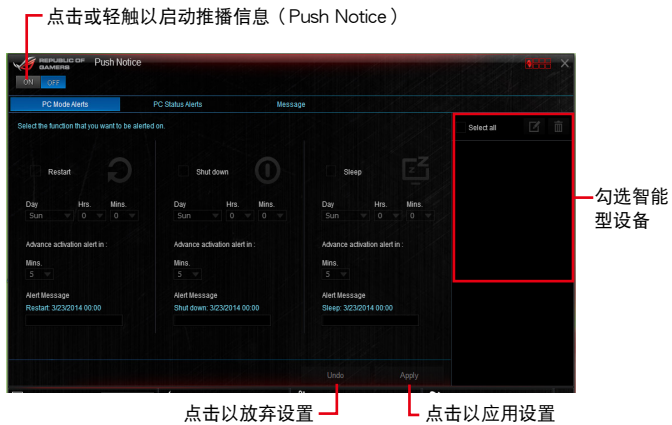 点击或轻触以启动推播信息（Push Notice）
REPUBLIC OF GAMERS
Push Notice
ON OFF
PC Mode Alerts PC Status Alerts Message
Select the function that you want to be alerted on.
Select all
Restart Shut down Sleep
Day Hrs. Mins. Day Hrs. Mins. Day Hrs. Mins.
Sun 0 0 Sun 0 0 Sun 0 0
Advance activation alert in : Advance activation alert in : Advance activation alert in :
Mins. Mins. Mins.
5 5 5
Alert Message Alert Message Alert Message
Restart: 3/23/2014 00:00 Shut down: 3/23/2014 00:00 Sleep: 3/23/2014 00:00
Undo Apply
勾选智能
型设备
点击以放弃设置
点击以应用设置